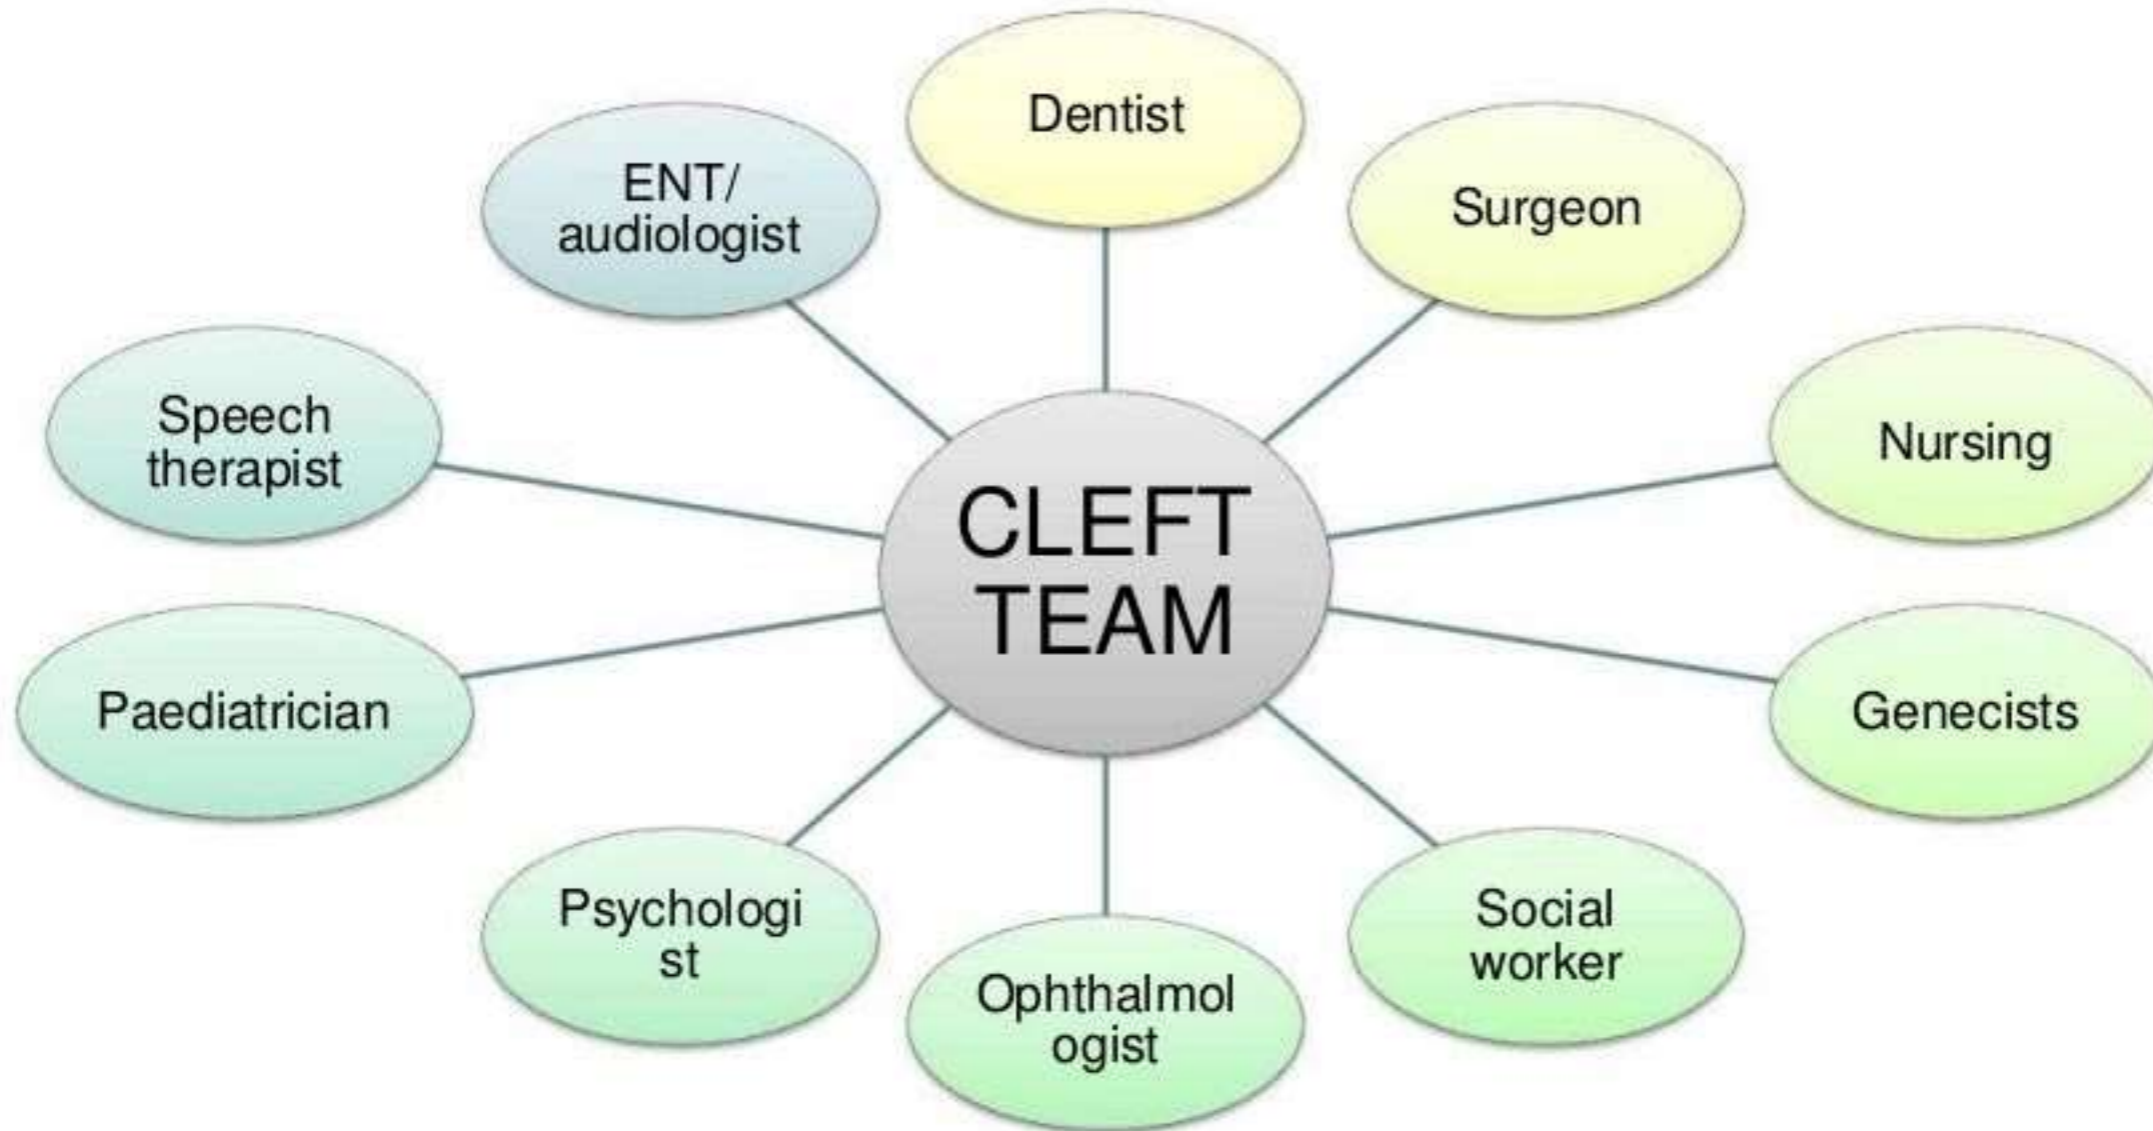 Dentist
ENT/
audiologist
Surgeon
Speech
therapist
Nursing
CLEFT
TEAM
Paediatrician
Genecists
Psychologi
st
Social
worker
Ophthalmol
ogist